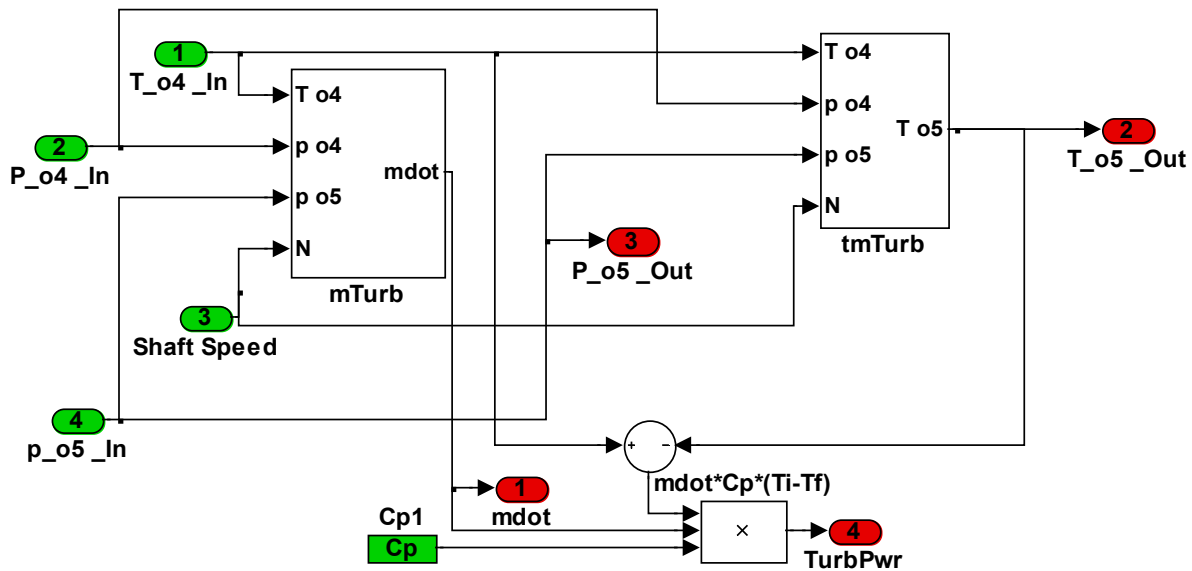 1
T_o4 _In
2
P_o4 _In
T o4
p o4
p o5
N
mdot
mTurb
3
Shaft Speed
4
p_o5 _In
T o4
p o4
p o5
N
T o5
tmTurb
2
T_o5 _Out
3
P_o5 _Out
+
−
mdot*Cp*(Ti-Tf)
1
mdot
Cp1
Cp
×
4
TurbPwr